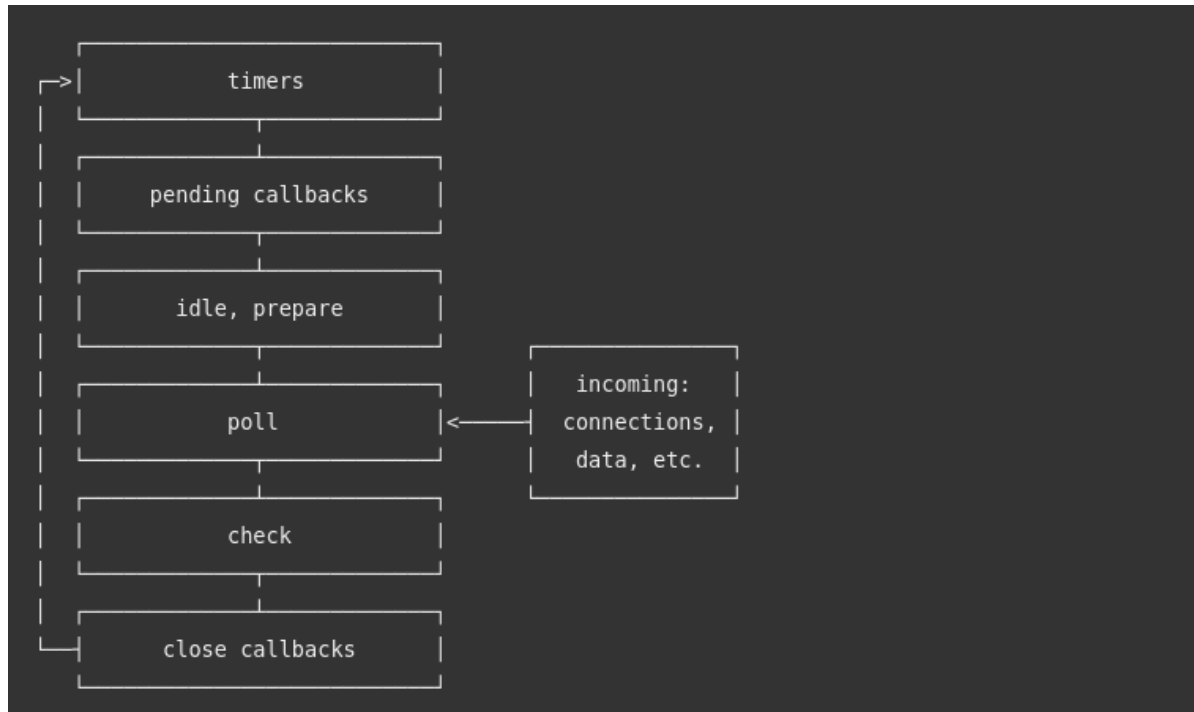 timers
pending callbacks
idle, prepare
poll
incoming:
connections,
data, etc.
check
close callbacks